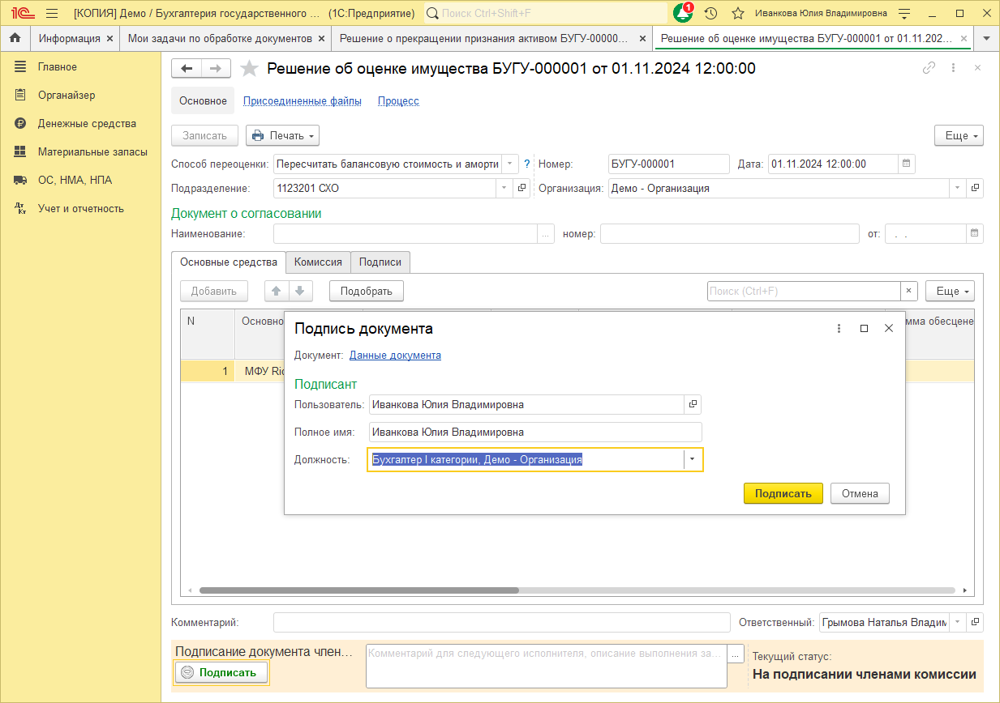 [КОПИЯ] Демо / Бухгалтерия государственного ... (1С:Предприятие) Поиск Ctrl+Shift+F 1 Иванкова Юлия Владимировна
Информация Мои задачи по обработке документов Решение о прекращении признания активом БУГУ-00000... Решение об оценке имущества БУГУ-000001 от 01.11.202...
Главное
Органайзер
Денежные средства
Материальные запасы
ОС, НМА, НПА
Учет и отчетность
Решение об оценке имущества БУГУ-000001 от 01.11.2024 12:00:00
Основное Присоединенные файлы Процесс
Записать Печать Еще
Способ переоценки: Пересчитать балансовую стоимость и аморти ? Номер: БУГУ-000001 Дата: 01.11.2024 12:00:00
Подразделение: 1123201 СХО Организация: Демо - Организация
Документ о согласовании
Наименование: ... номер: от: . .
Основные средства Комиссия Подписи
Добавить Подобрать Поиск (Ctrl+F) × Еще
N Основно мма обесцене
1 МФУ Ric
Подпись документа
Документ: Данные документа
Подписант
Пользователь: Иванкова Юлия Владимировна
Полное имя: Иванкова Юлия Владимировна
Должность: Бухгалтер I категории, Демо - Организация
Подписать Отмена
Комментарий: Ответственный: Грымова Наталья Владим
Подписание документа член... Комментарий для следующего исполнителя, описание выполнения за... ... Текущий статус:
Подписать На подписании членами комиссии